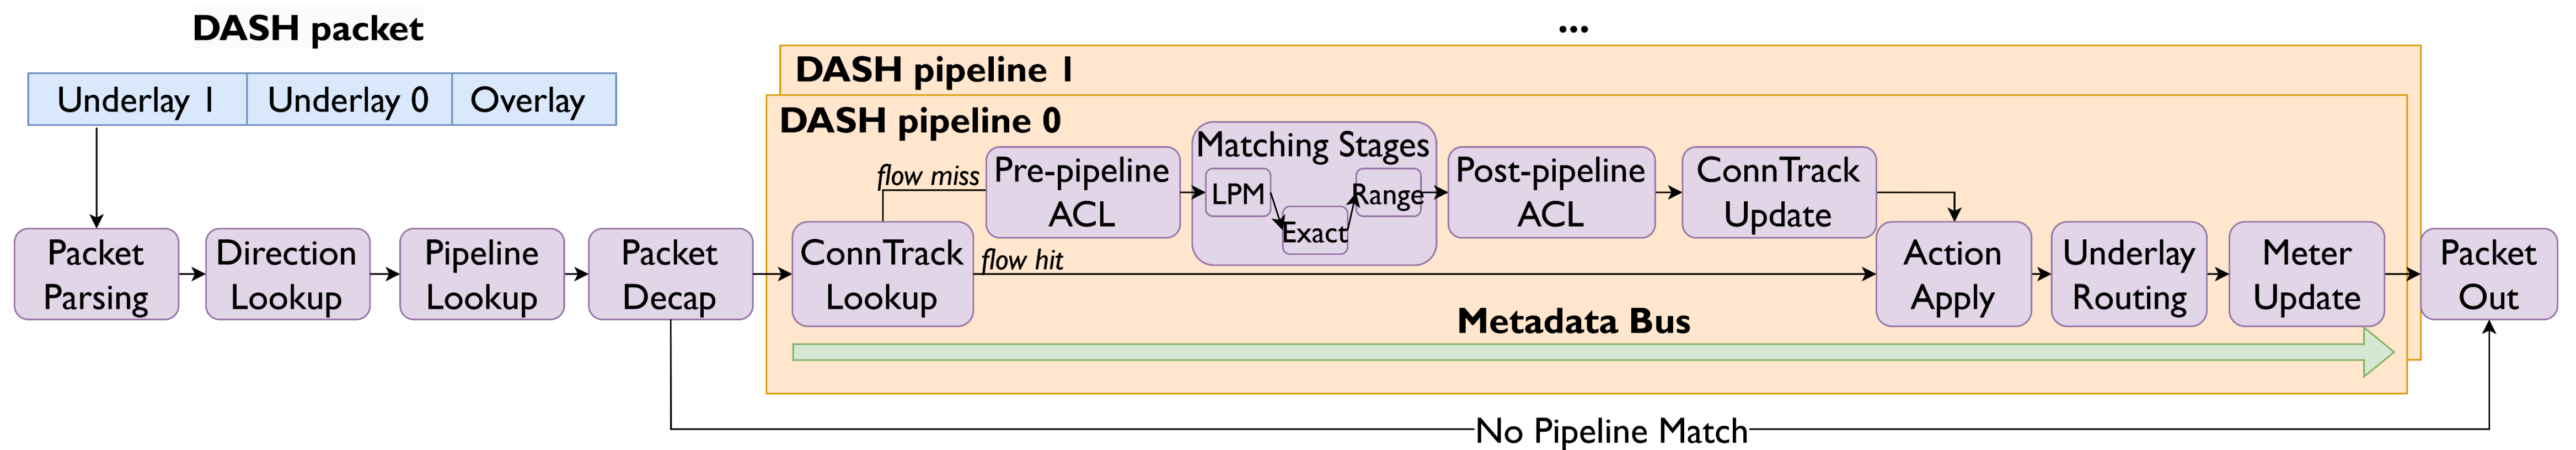 DASH packet
Underlay 1 Underlay 0 Overlay
...
DASH pipeline 1
DASH pipeline 0
Packet
Parsing
Direction
Lookup
Pipeline
Lookup
Packet
Decap
ConnTrack
Lookup
flow miss
flow hit
Pre-pipeline
ACL
Matching Stages
LPM
Exact
Range
Post-pipeline
ACL
ConnTrack
Update
Action
Apply
Underlay
Routing
Meter
Update
Packet
Out
Metadata Bus
No Pipeline Match